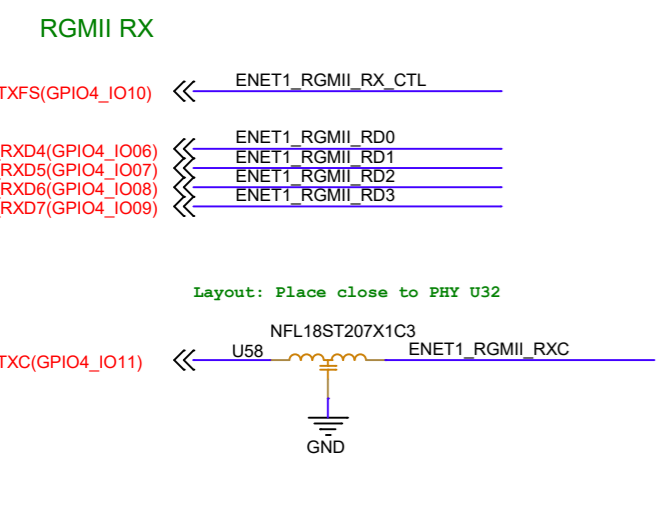 RGMII RX
TXFS(GPIO4_IO10)
ENET1_RGMII_RX_CTL
RXD4(GPIO4_IO06)
ENET1_RGMII_RD0
RXD5(GPIO4_IO07)
ENET1_RGMII_RD1
RXD6(GPIO4_IO08)
ENET1_RGMII_RD2
RXD7(GPIO4_IO09)
ENET1_RGMII_RD3
Layout: Place close to PHY U32
NFL18ST207X1C3
TXC(GPIO4_IO11)
U58
ENET1_RGMII_RXC
GND